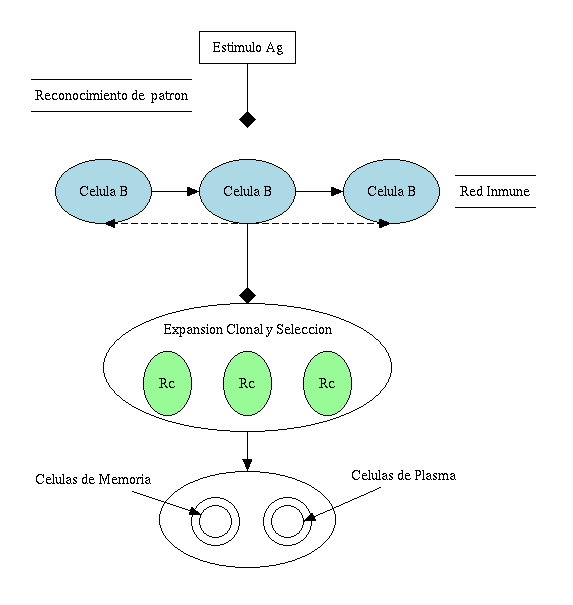 Estimulo Ag
Reconocimiento de patron
Celula B
Celula B
Celula B
Red Inmune
Expansion Clonal y Seleccion
Rc
Rc
Rc
Celulas de Memoria
Celulas de Plasma